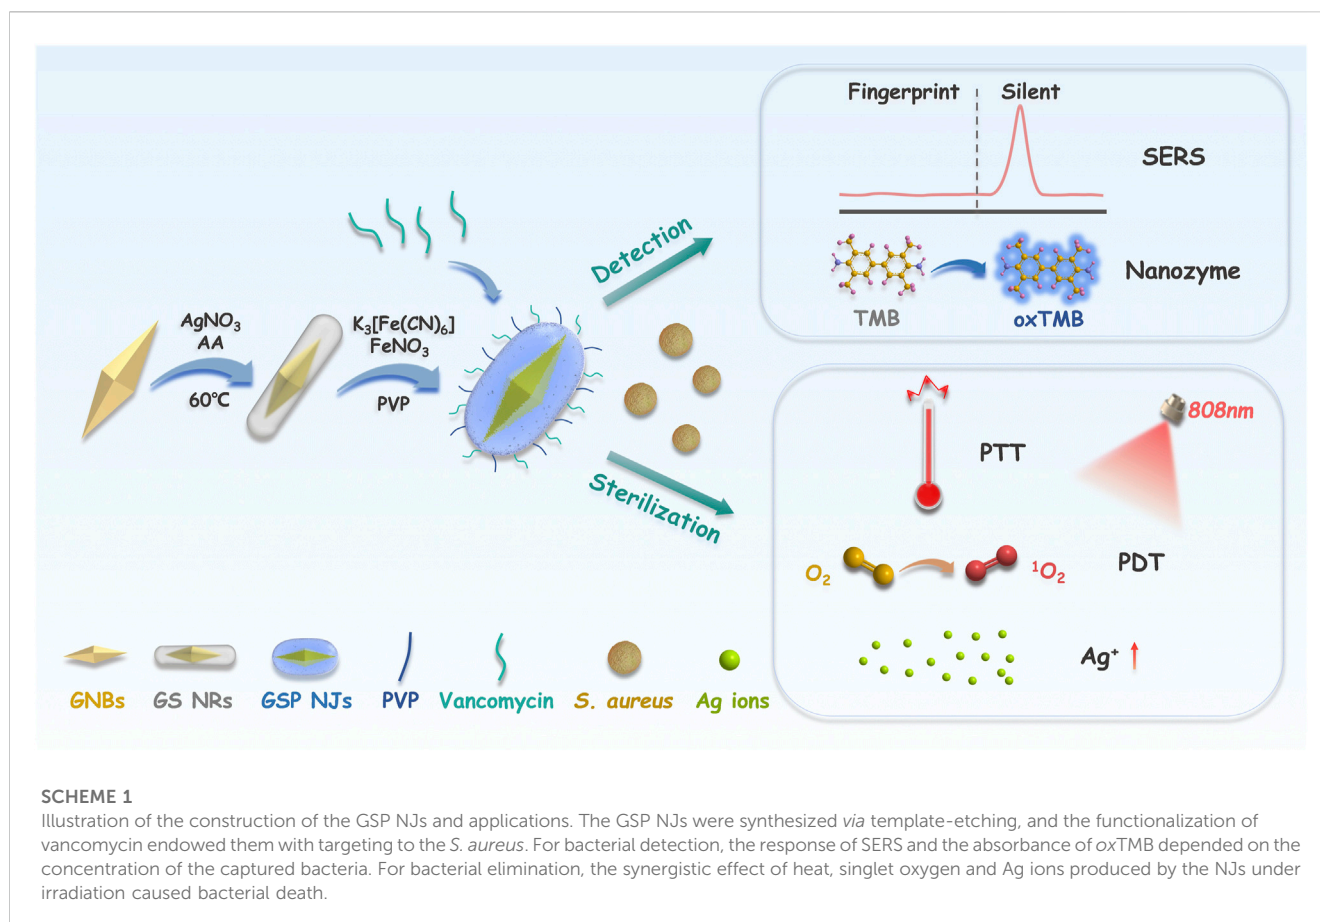 Fingerprint
Silent
SERS
TMB
oxTMB
Nanozyme
Detection
AgNO₃
AA
60℃
K₃[Fe(CN)₆]
FeNO₃
PVP
Sterilization
808nm
PTT
O₂
¹O₂
PDT
Ag⁺
GNBs
GS NRs
GSP NJs
PVP
Vancomycin
S. aureus
Ag ions
SCHEME 1
Illustration of the construction of the GSP NJs and applications. The GSP NJs were synthesized via template-etching, and the functionalization of
vancomycin endowed them with targeting to the S. aureus. For bacterial detection, the response of SERS and the absorbance of oxTMB depended on the
concentration of the captured bacteria. For bacterial elimination, the synergistic effect of heat, singlet oxygen and Ag ions produced by the NJs under
irradiation caused bacterial death.